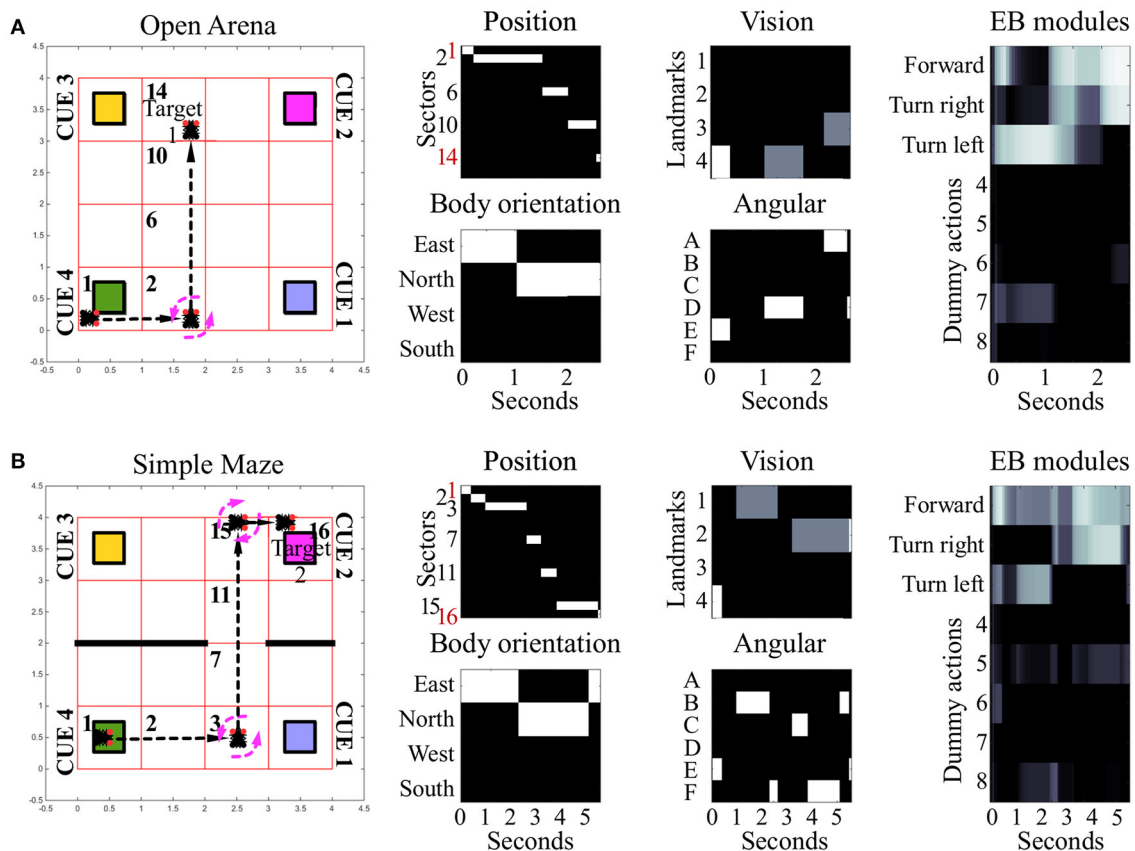 A
Open Arena
Position
Vision
EB modules
4.5
4
3.5
3
2.5
2
1.5
1
0.5
0
-0.5
-0.5 0 0.5 1 1.5 2 2.5 3 3.5 4 4.5
CUE 3
CUE 2
CUE 4
CUE 1
14
Target
1
10
6
1
2
Sectors
1
2
6
10
14
Landmarks
1
2
3
4
Body orientation
East
North
West
South
0 1 2
Seconds
Angular
A
B
C
D
E
F
0 1 2
Seconds
Forward
Turn right
Turn left
Dummy actions
4
5
6
7
8
0 1 2
Seconds
B
Simple Maze
Position
Vision
EB modules
4.5
4
3.5
3
2.5
2
1.5
1
0.5
0
-0.5
-0.5 0 0.5 1 1.5 2 2.5 3 3.5 4 4.5
CUE 3
CUE 2
CUE 4
CUE 1
15
16
Target
2
11
7
1
2
3
Sectors
1
2
3
7
11
15
16
Landmarks
1
2
3
4
Body orientation
East
North
West
South
0 1 2 3 4 5
Seconds
Angular
A
B
C
D
E
F
0 1 2 3 4 5
Seconds
Forward
Turn right
Turn left
Dummy actions
4
5
6
7
8
0 1 2 3 4 5
Seconds